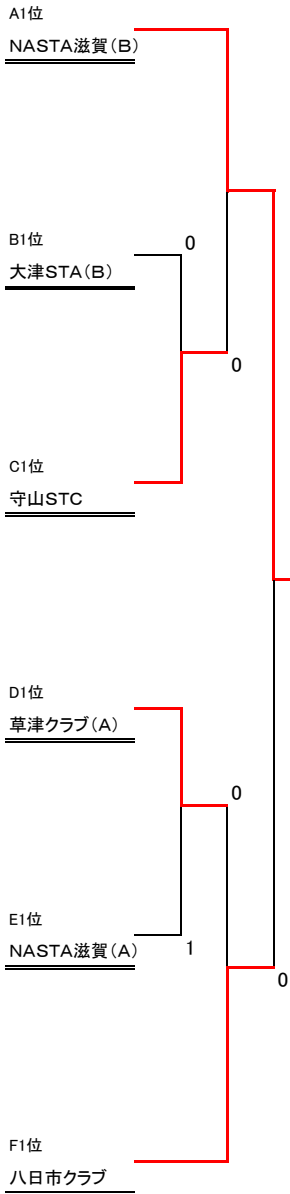 A1位
NASTA滋賀(B)
B1位
0
大津STA(B)
0
C1位
守山STC
D1位
草津クラブ(A)
0
E1位
NASTA滋賀(A)
1
0
F1位
八日市クラブ